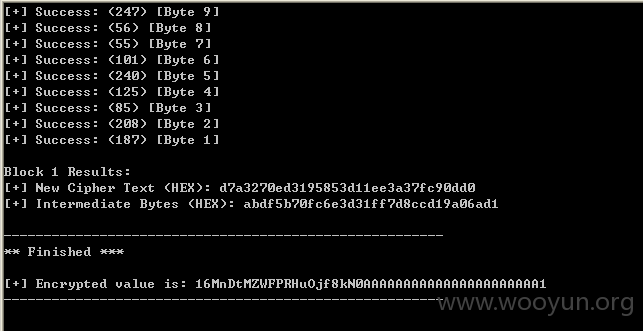 [+] Success: (247) [Byte 9]
[+] Success: (56) [Byte 8]
[+] Success: (55) [Byte 7]
[+] Success: (101) [Byte 6]
[+] Success: (240) [Byte 5]
[+] Success: (125) [Byte 4]
[+] Success: (85) [Byte 3]
[+] Success: (208) [Byte 2]
[+] Success: (187) [Byte 1]
Block 1 Results:
[+] New Cipher Text (HEX): d7a3270ed3195853d11ee3a37fc90dd0
[+] Intermediate Bytes (HEX): abdf5b70fc6e3d31ff7d8ccd19a06ad1
-------------------------------------------------------
** Finished ***
[+] Encrypted value is: 16MnDtMZWFPRHuOjf8kN0AAAAAAAAAAAAAAAAAAAAAA1
-------------------------------------------------------
www.wooyun.org